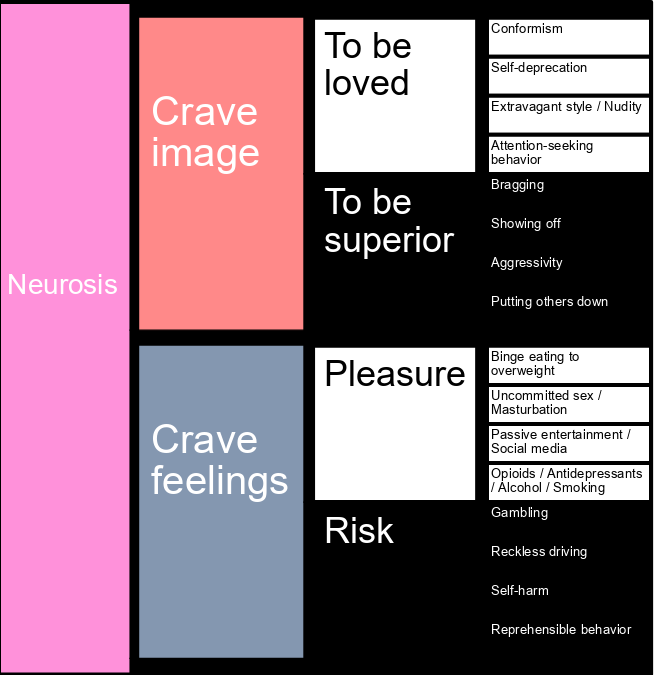 Neurosis
Crave
image
To be
loved
Conformism
Self-deprecation
Extravagant style / Nudity
Attention-seeking
behavior
To be
superior
Bragging
Showing off
Aggressivity
Putting others down
Crave
feelings
Pleasure
Binge eating to
overweight
Uncommitted sex /
Masturbation
Passive entertainment /
Social media
Opioids / Antidepressants
/ Alcohol / Smoking
Risk
Gambling
Reckless driving
Self-harm
Reprehensible behavior